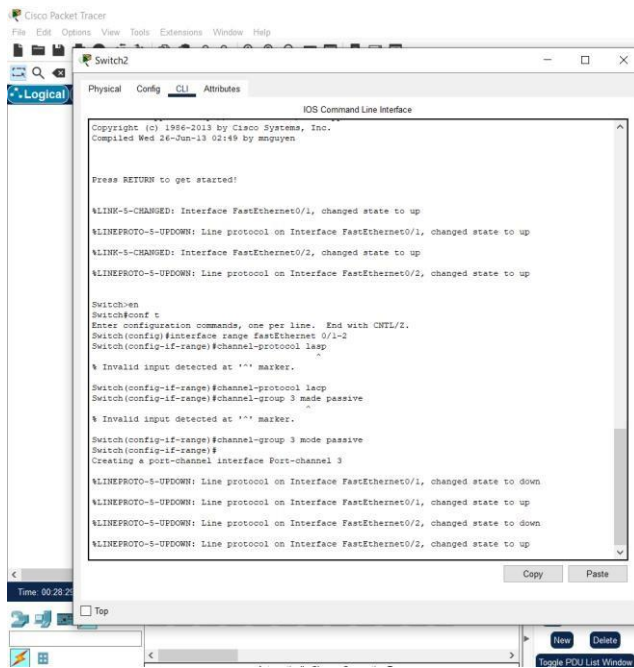 Cisco Packet Tracer
File Edit Options View Tools Extensions Window Help
Switch2
Logical
Physical Config CLI Attributes
IOS Command Line Interface
Copyright (c) 1986-2013 by Cisco Systems, Inc.
Compiled Wed 26-Jun-13 02:49 by mnguyen
Press RETURN to get started!
%LINK-5-CHANGED: Interface FastEthernet0/1, changed state to up
%LINEPROTO-5-UPDOWN: Line protocol on Interface FastEthernet0/1, changed state to up
%LINK-5-CHANGED: Interface FastEthernet0/2, changed state to up
%LINEPROTO-5-UPDOWN: Line protocol on Interface FastEthernet0/2, changed state to up
Switch>en
Switch#conf t
Enter configuration commands, one per line. End with CNTL/Z.
Switch(config)#interface range fastEthernet 0/1-2
Switch(config-if-range)#channel-protocol lasp
^
% Invalid input detected at '^' marker.
Switch(config-if-range)#channel-protocol lacp
Switch(config-if-range)#channel-group 3 made passive
^
% Invalid input detected at '^' marker.
Switch(config-if-range)#channel-group 3 mode passive
Switch(config-if-range)#
Creating a port-channel interface Port-channel 3
%LINEPROTO-5-UPDOWN: Line protocol on Interface FastEthernet0/1, changed state to down
%LINEPROTO-5-UPDOWN: Line protocol on Interface FastEthernet0/1, changed state to up
%LINEPROTO-5-UPDOWN: Line protocol on Interface FastEthernet0/2, changed state to down
%LINEPROTO-5-UPDOWN: Line protocol on Interface FastEthernet0/2, changed state to up
Copy Paste
Time: 00:28:29
Top
New Delete
Toggle PDU List Window